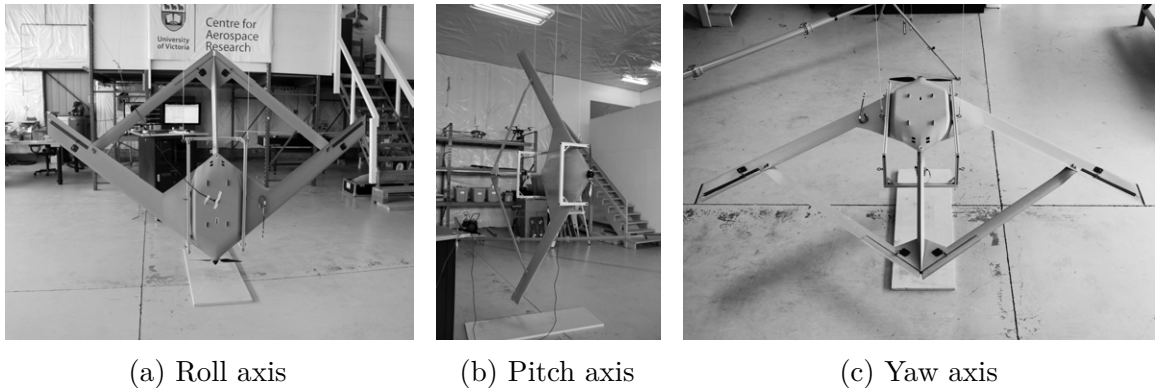 University
of Victoria
Centre for
Aerospace
Research
(a) Roll axis
(b) Pitch axis
(c) Yaw axis